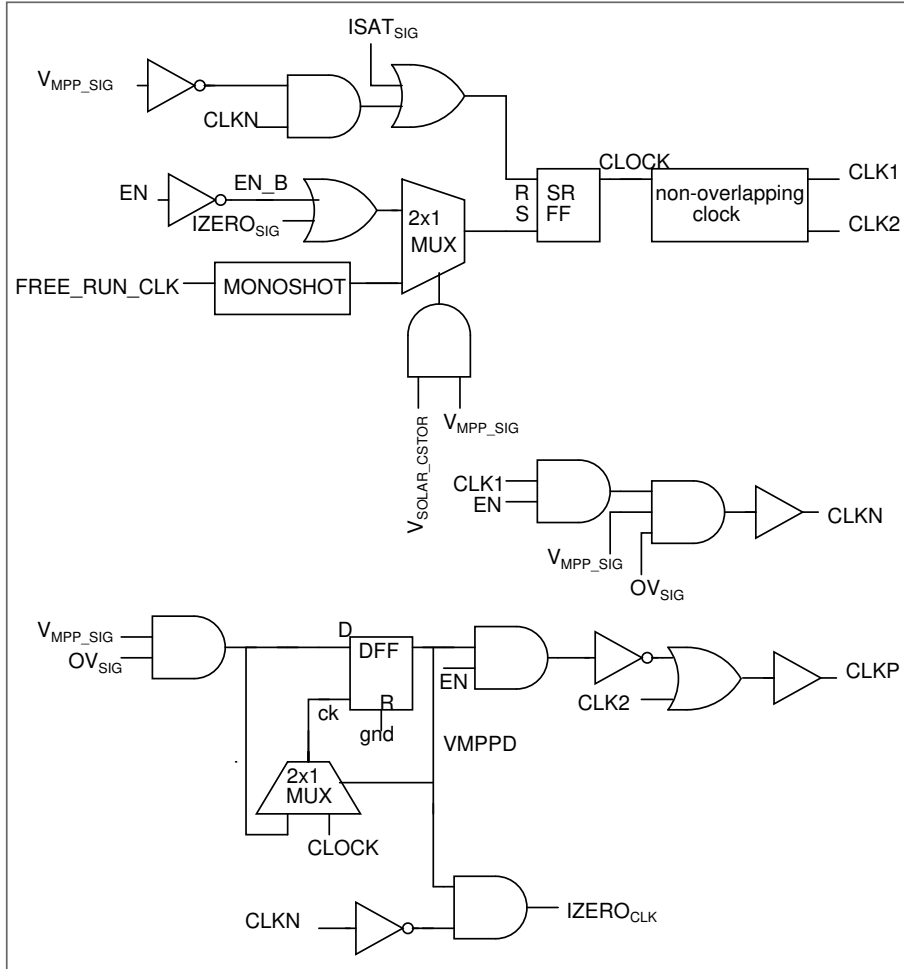 ISAT_SIG
V_MPP_SIG
CLKN
EN
EN_B
IZERO_SIG
2x1
MUX
R
S
SR
FF
CLOCK
non-overlapping
clock
CLK1
CLK2
FREE_RUN_CLK
MONOSHOT
V_SOLAR_CSTOR
V_MPP_SIG
CLK1
EN
V_MPP_SIG
OV_SIG
CLKN
V_MPP_SIG
OV_SIG
D
DFF
R
ck
gnd
EN
CLK2
CLKP
VMPPD
2x1
MUX
CLOCK
CLKN
IZERO_CLK